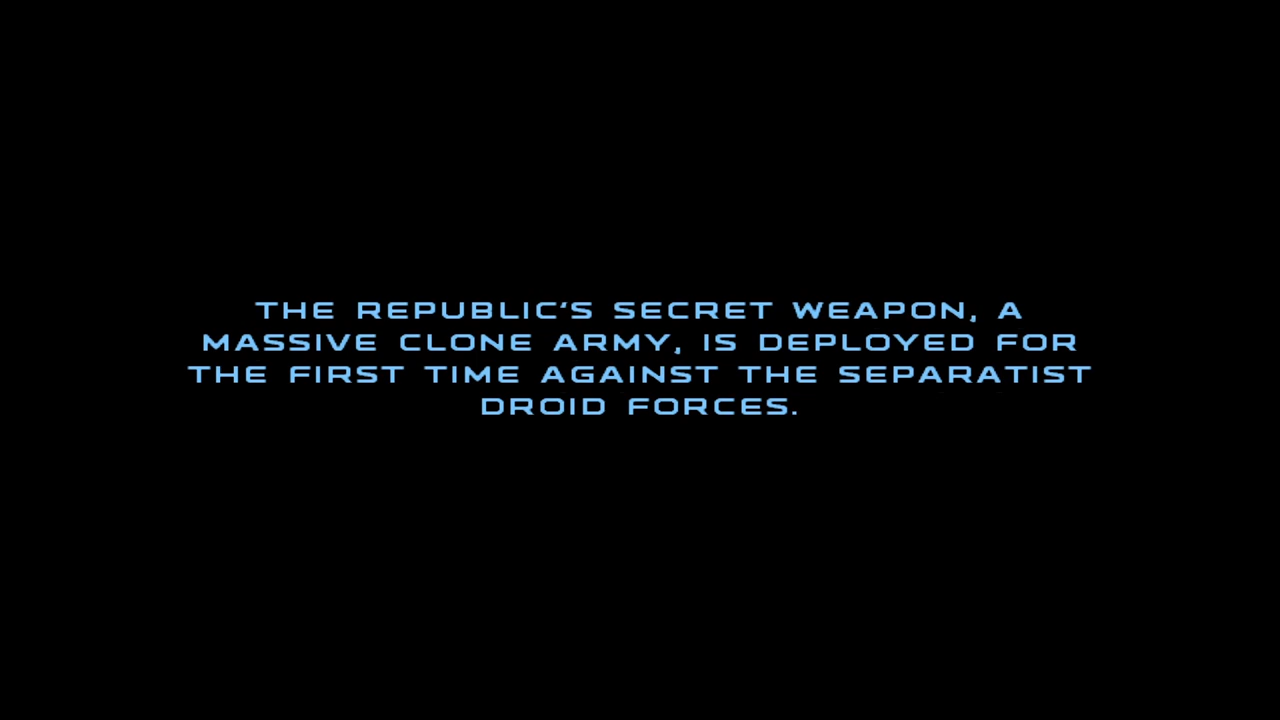 THE REPUBLIC'S SECRET WEAPON, A
MASSIVE CLONE ARMY, IS DEPLOYED FOR
THE FIRST TIME AGAINST THE SEPARATIST
DROID FORCES.